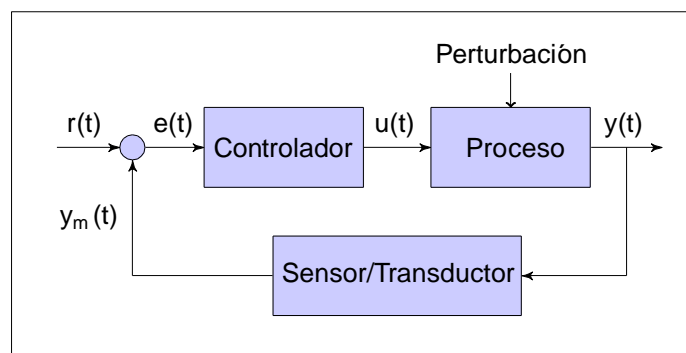 Perturbación
r(t)
e(t)
Controlador
u(t)
Proceso
y(t)
yₘ(t)
Sensor/Transductor